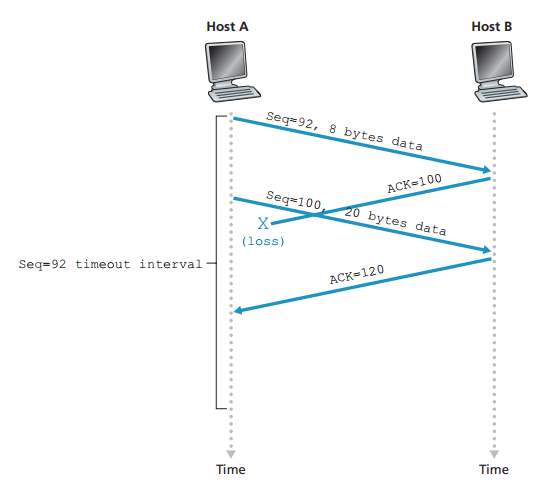 Host A
Host B
Seq=92, 8 bytes data
ACK=100
Seq=100, 20 bytes data
X
(loss)
Seq=92 timeout interval
ACK=120
Time
Time